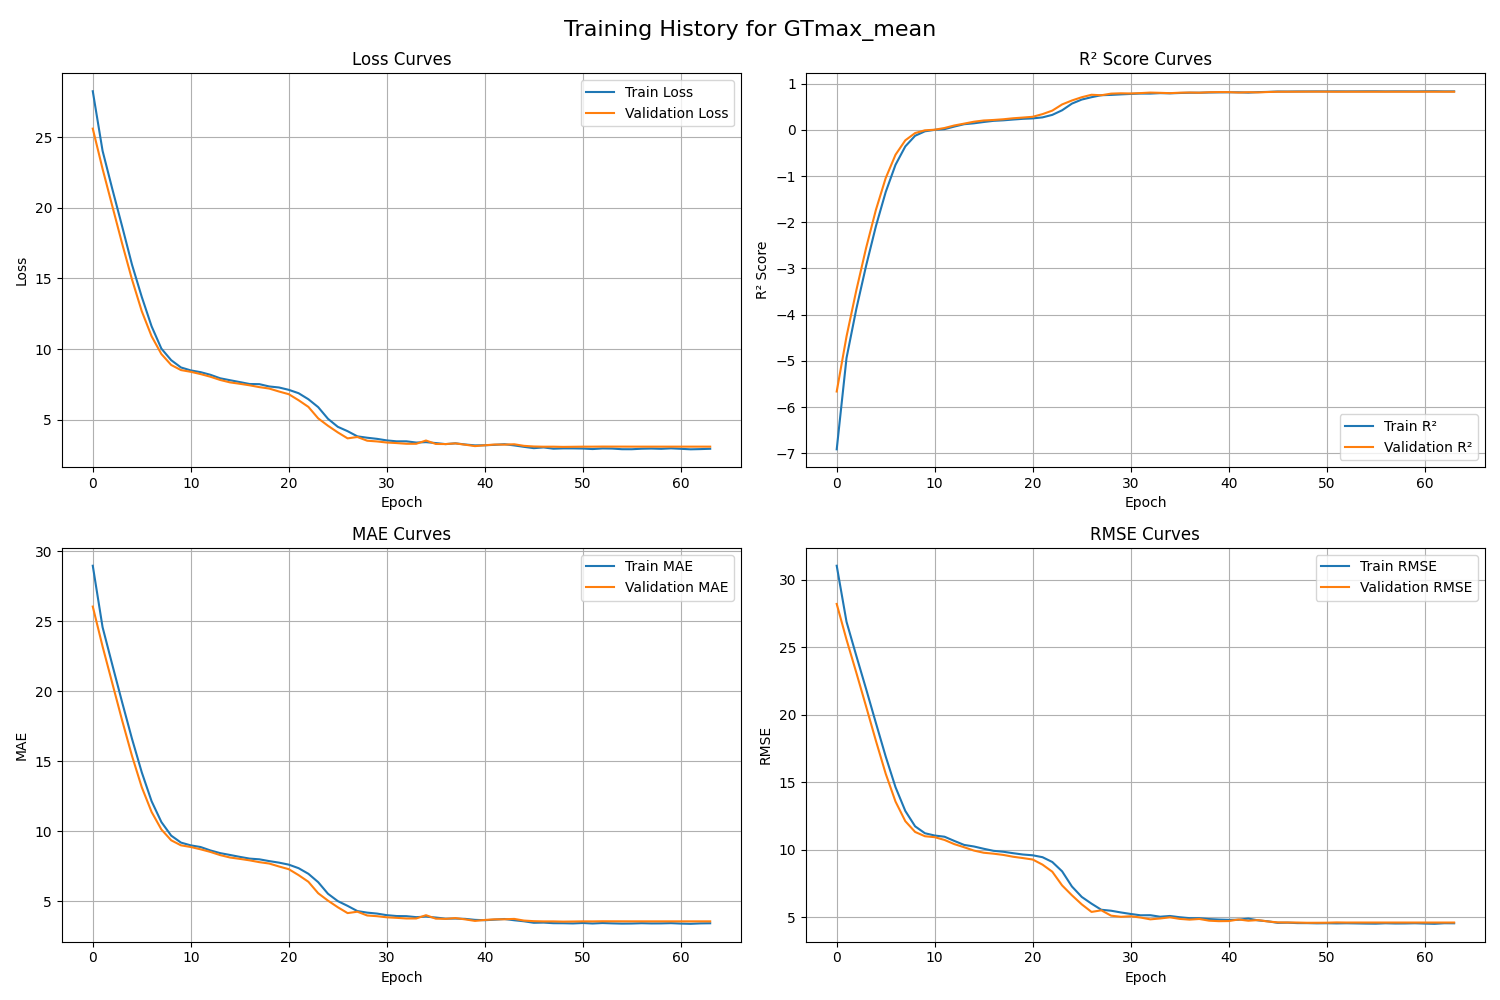 Training History for GTmax_mean
Loss Curves
Train Loss
Validation Loss
25
20
15
10
5
Loss
0 10 20 30 40 50 60
Epoch
R² Score Curves
1
0
−1
−2
−3
−4
−5
−6
−7
R² Score
Train R²
Validation R²
0 10 20 30 40 50 60
Epoch
MAE Curves
Train MAE
Validation MAE
30
25
20
15
10
5
MAE
0 10 20 30 40 50 60
Epoch
RMSE Curves
Train RMSE
Validation RMSE
30
25
20
15
10
5
RMSE
0 10 20 30 40 50 60
Epoch